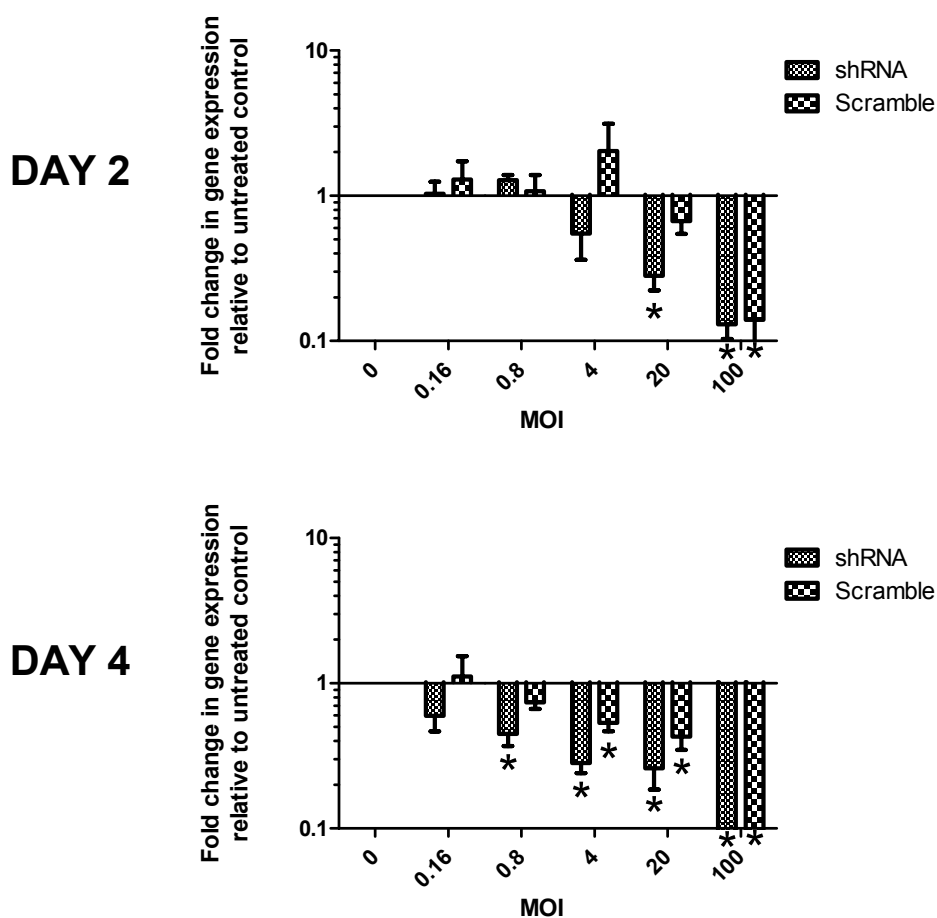 DAY 2
Fold change in gene expression
relative to untreated control
10
1
0.1
0
0.16
0.8
4
20
100
MOI
shRNA
Scramble
*
*
*
DAY 4
Fold change in gene expression
relative to untreated control
10
1
0.1
0
0.16
0.8
4
20
100
MOI
shRNA
Scramble
*
*
*
*
*
*
*